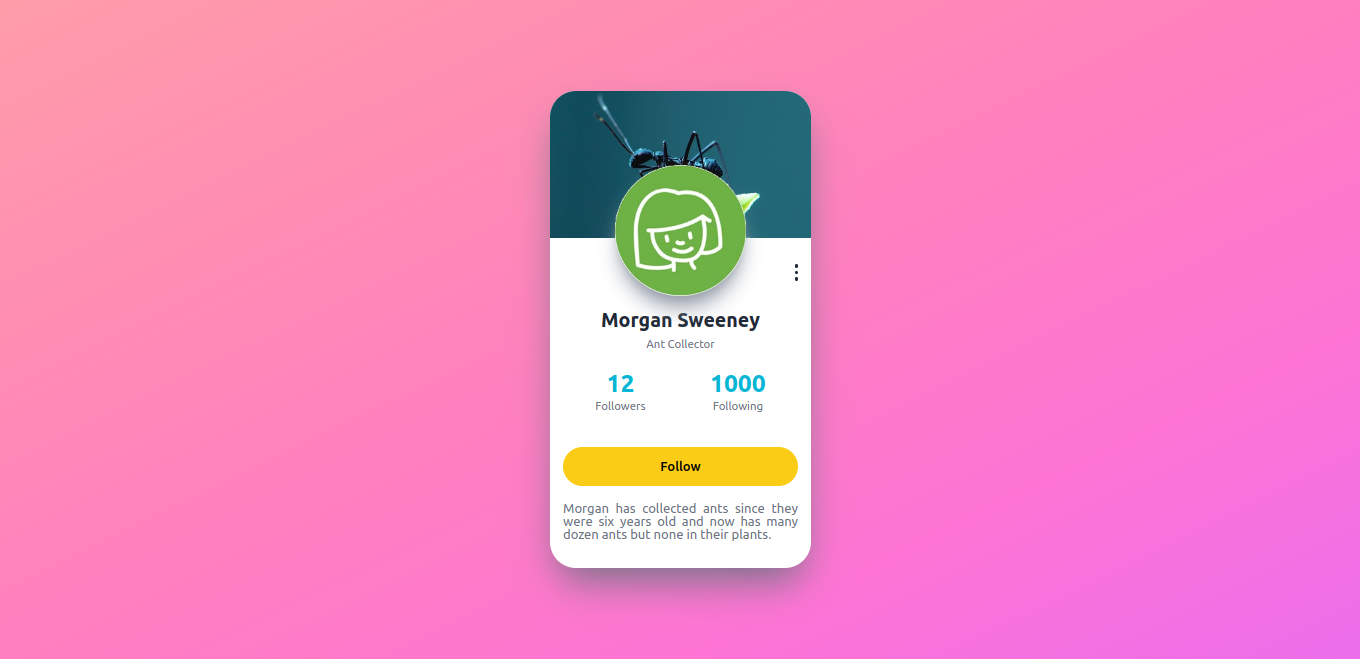 Morgan Sweeney
Ant Collector
12 1000
Followers Following
Follow
Morgan has collected ants since they
were six years old and now has many
dozen ants but none in their plants.